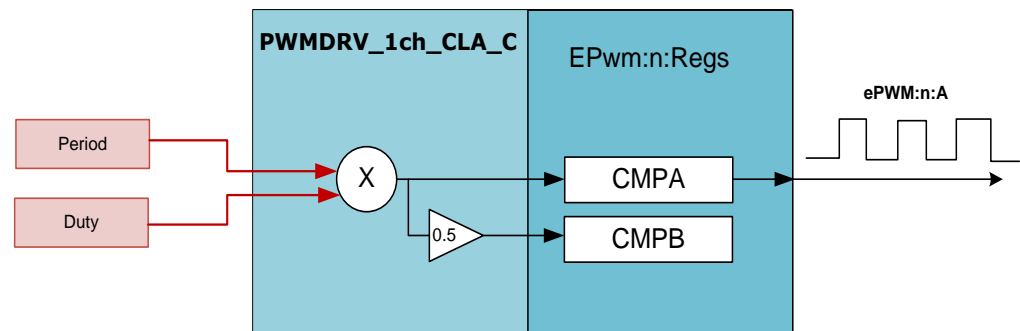 PWMDRV_1ch_CLA_C
EPwm:n:Regs
ePWM:n:A
Period
Duty
X
0.5
CMPA
CMPB